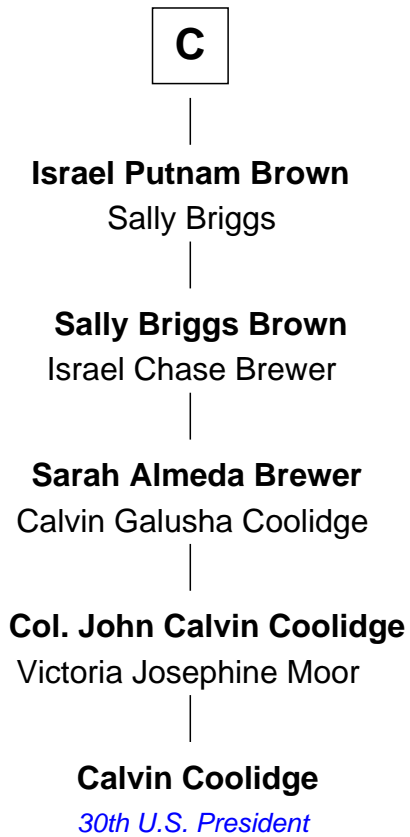 C
Israel Putnam Brown
Sally Briggs
Sally Briggs Brown
Israel Chase Brewer
Sarah Almeda Brewer
Calvin Galusha Coolidge
Col. John Calvin Coolidge
Victoria Josephine Moor
Calvin Coolidge
30th U.S. President